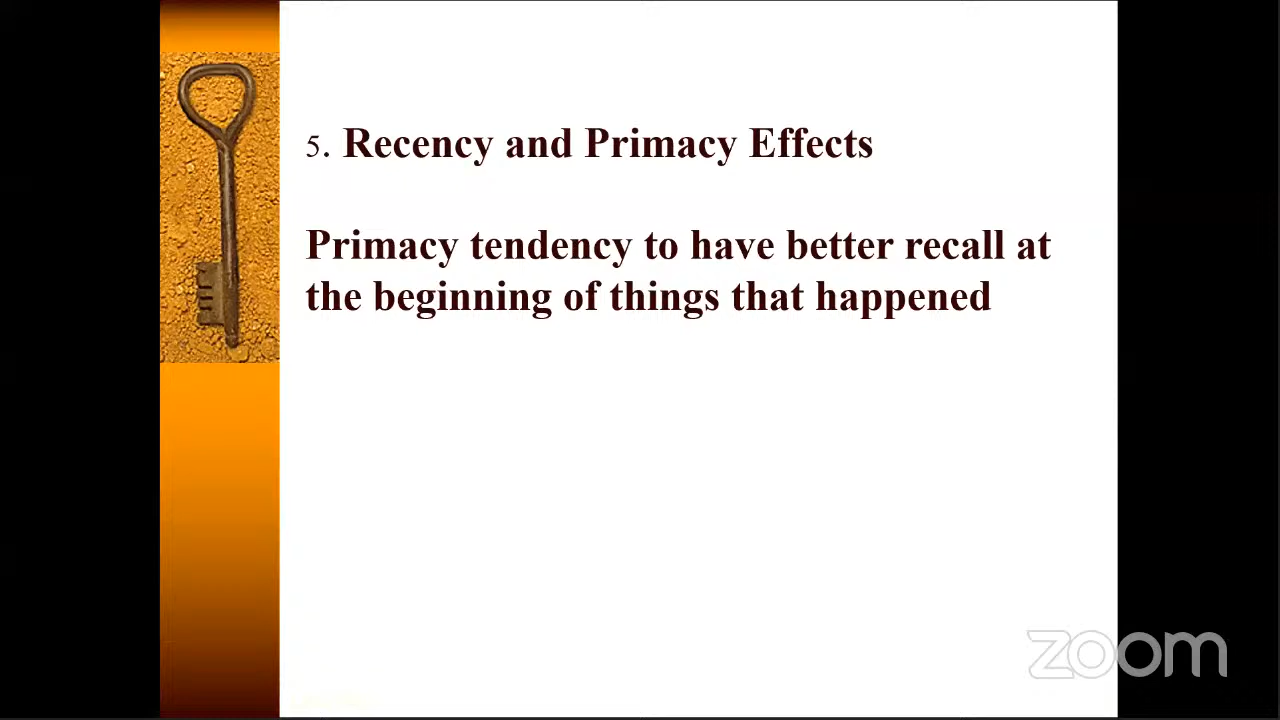 5. Recency and Primacy Effects
Primacy tendency to have better recall at
the beginning of things that happened
zoom